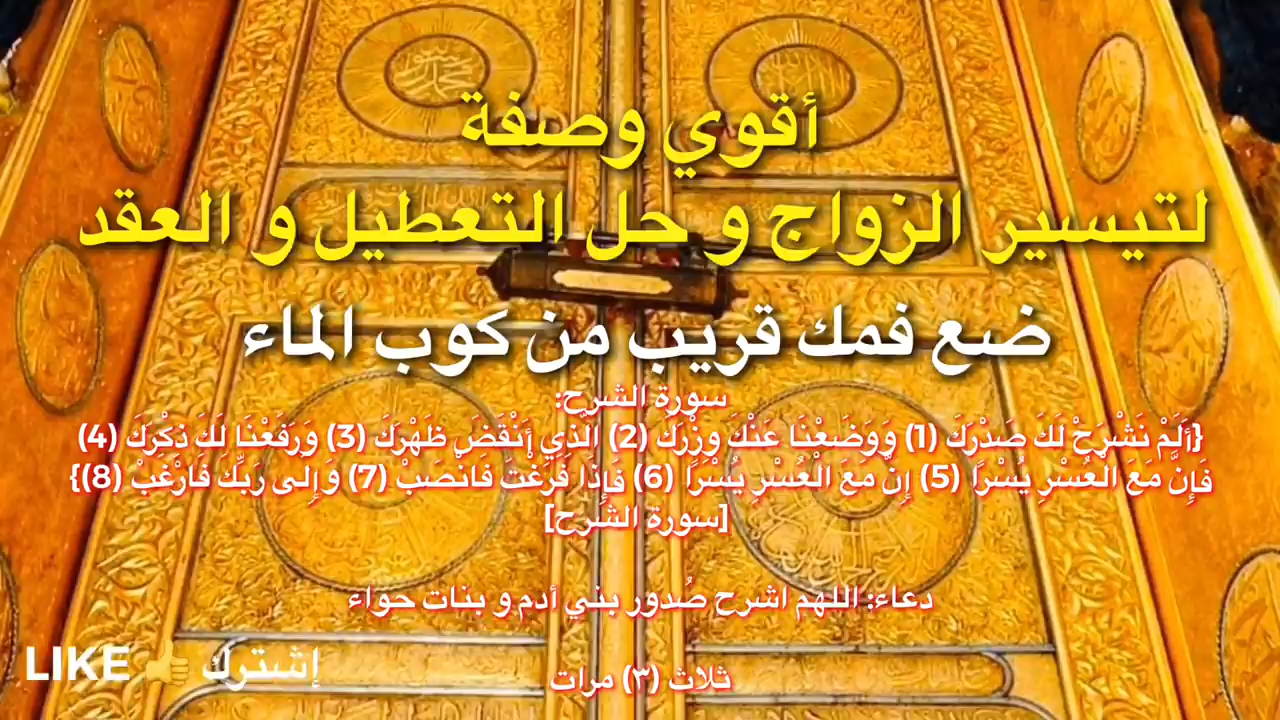 أقوي وصفة
لتيسير الزواج و حل التعطيل و العقد
ضع فمك قريب من كوب الماء
سورة الشرح:
{أَلَمْ نَشْرَحْ لَكَ صَدْرَكَ (1) وَوَضَعْنَا عَنْكَ وِزْرَكَ (2) الَّذِي أَنْقَضَ ظَهْرَكَ (3) وَرَفَعْنَا لَكَ ذِكْرَكَ (4)
فَإِنَّ مَعَ الْعُسْرِ يُسْرًا (5) إِنَّ مَعَ الْعُسْرِ يُسْرًا (6) فَإِذَا فَرَغْتَ فَانصَبْ (7) وَإِلَى رَبِّكَ فَارْغَبْ (8)}
[سورة الشرح]
دعاء: اللهم اشرح صُدور بني أدم و بنات حواء
ثلاث (٣) مرات
LIKE 👍 إشترك